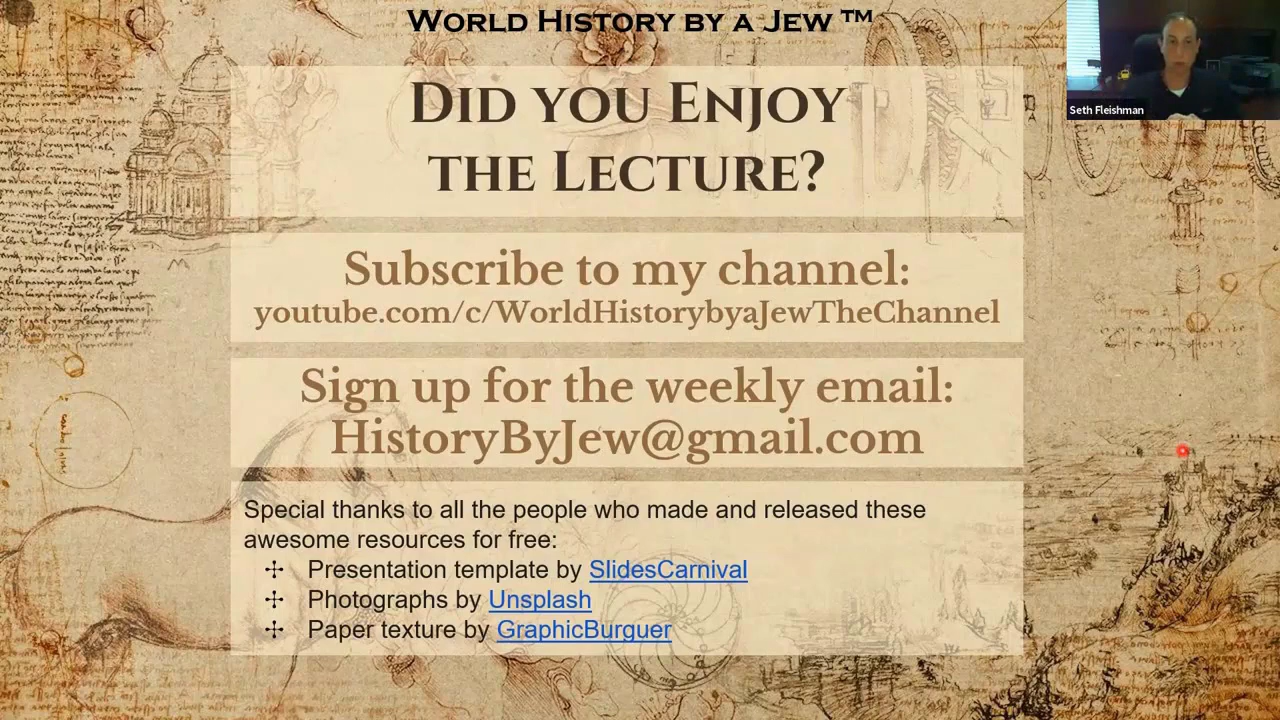 World History by a Jew ™
Seth Fleishman
Did you Enjoy
the Lecture?
Subscribe to my channel:
youtube.com/c/WorldHistorybyaJewTheChannel
Sign up for the weekly email:
HistoryByJew@gmail.com
Special thanks to all the people who made and released these
awesome resources for free:
✢ Presentation template by SlidesCarnival
✢ Photographs by Unsplash
✢ Paper texture by GraphicBurguer